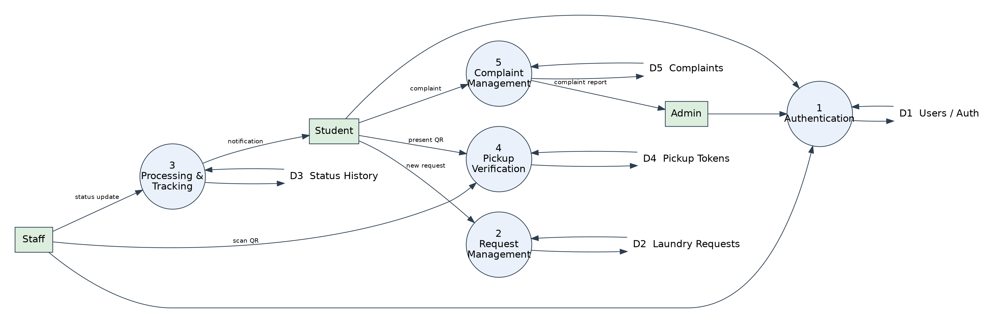 5
Complaint
Management
D5  Complaints
complaint report
complaint
Admin
1
Authentication
D1  Users / Auth
Student
notification
present QR
4
Pickup
Verification
D4  Pickup Tokens
new request
3
Processing &
Tracking
D3  Status History
status update
Staff
scan QR
2
Request
Management
D2  Laundry Requests